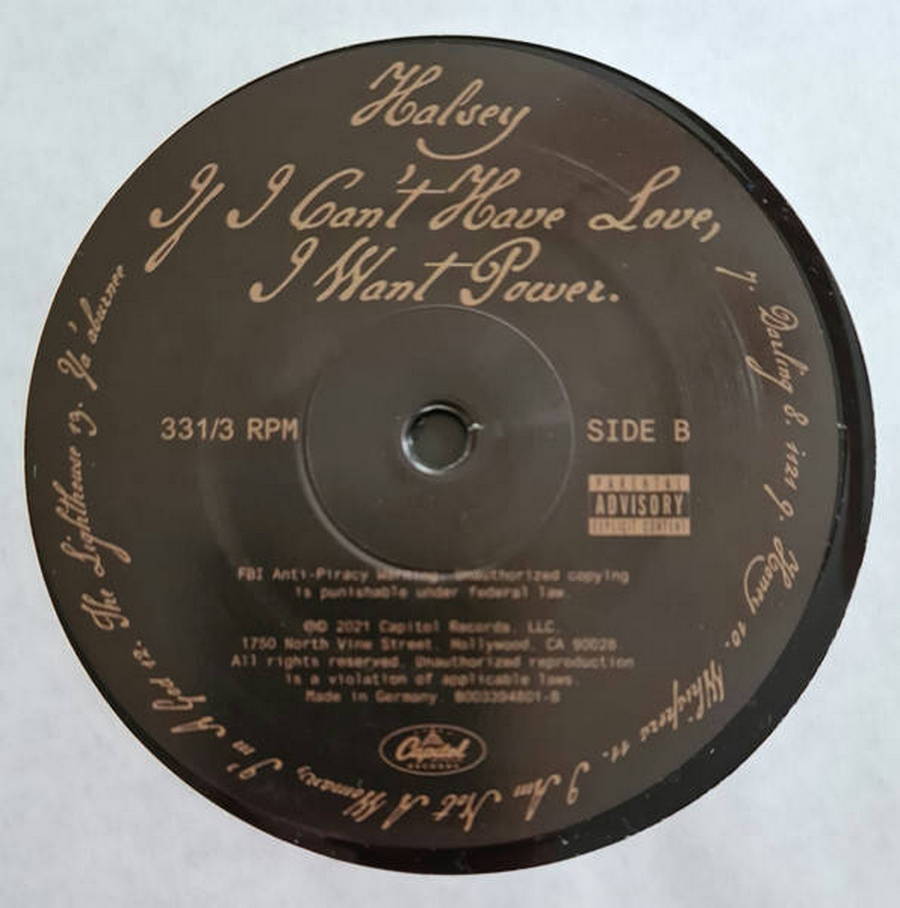 Halsey
If I Can't Have Love,
I Want Power.
331/3 RPM
SIDE B
PARENTAL
ADVISORY
EXPLICIT CONTENT
7. Darling 8. 1121 9. Honey 10. Whispers 11. I Am Not A Woman, I'm A God 12. The Lighthouse 13. Ya'aburnee
FBI Anti-Piracy Warning: Unauthorized copying
is punishable under federal law.
©℗ 2021 Capitol Records, LLC.
1750 North Vine Street, Hollywood, CA 90028
All rights reserved. Unauthorized reproduction
is a violation of applicable laws.
Made in Germany. B003394801-B
Capitol
RECORDS